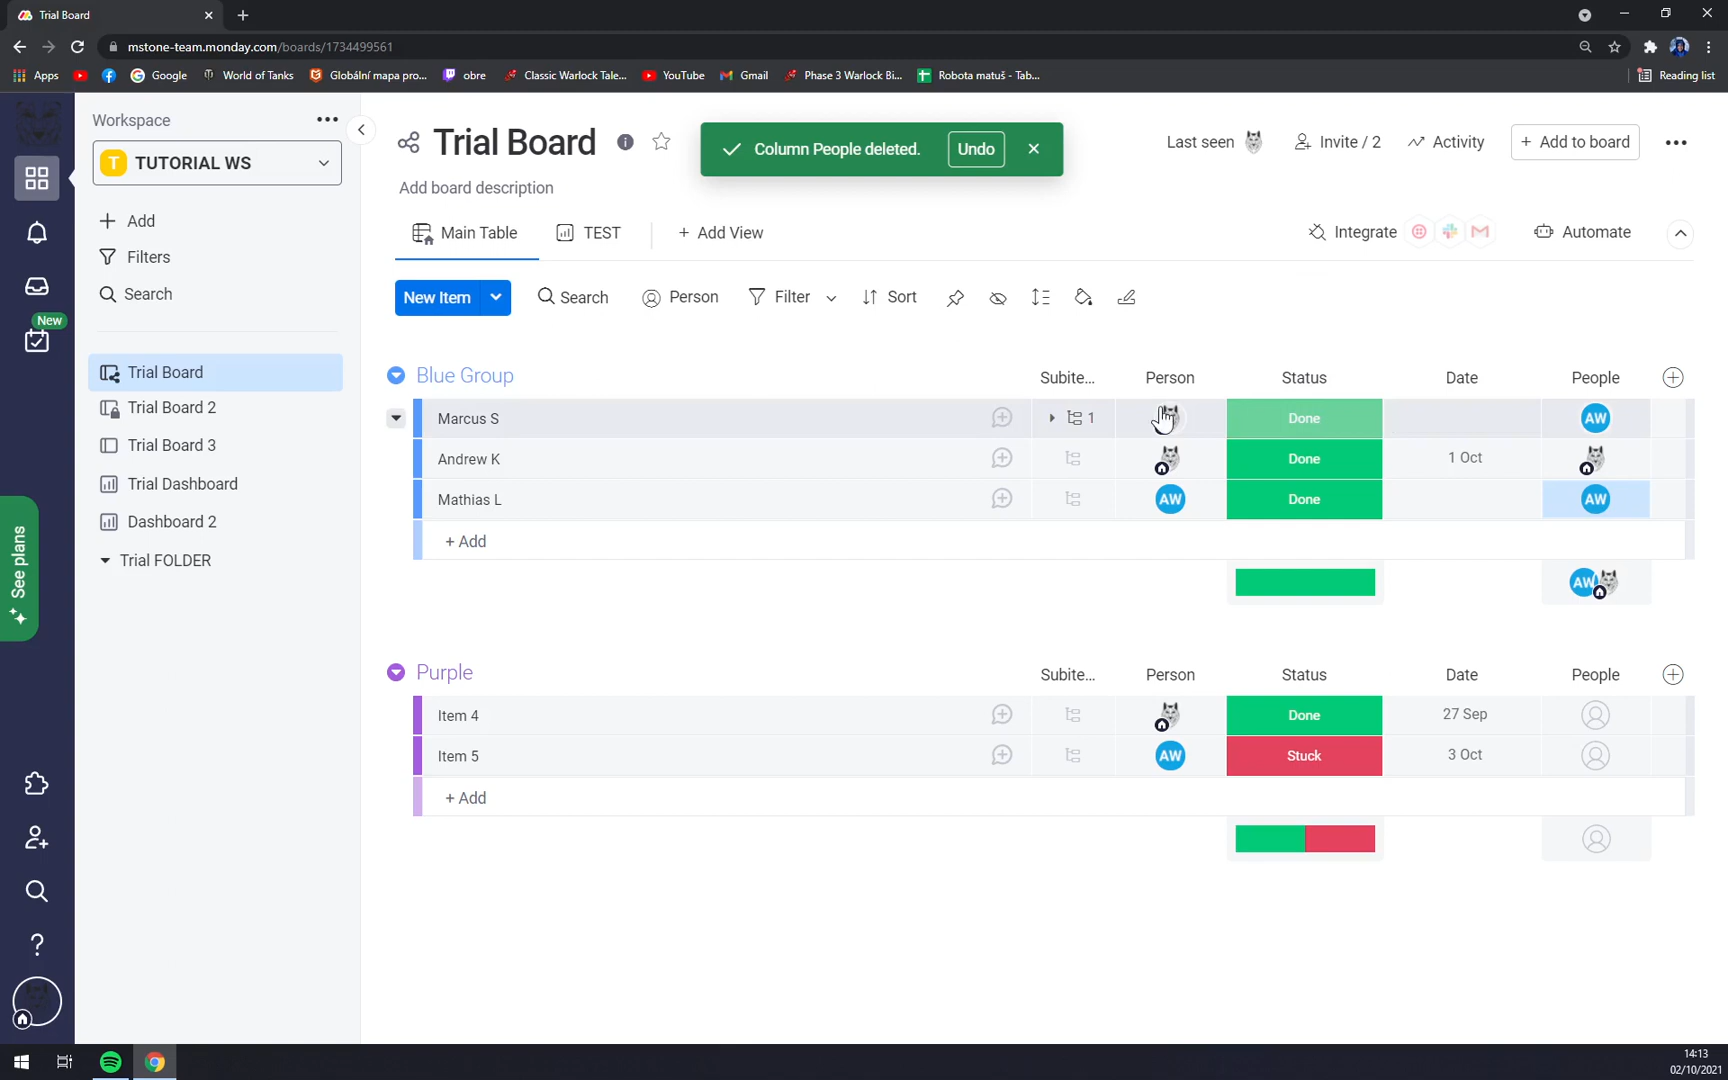 Trial Board
mstone-team.monday.com/boards/1734499561
Apps
Google
World of Tanks
Globální mapa pro...
obre
Classic Warlock Tale...
YouTube
Gmail
Phase 3 Warlock Bi...
Robota matuš - Tab...
Reading list
Workspace
T TUTORIAL WS
+ Add
Filters
Search
New
Trial Board
Trial Board 2
Trial Board 3
Trial Dashboard
Dashboard 2
Trial FOLDER
See plans
Trial Board
Column People deleted.
Undo
Last seen
Invite / 2
Activity
+ Add to board
Add board description
Main Table
TEST
+ Add View
Integrate
Automate
New Item
Search
Person
Filter
Sort
Blue Group
Subite...
Person
Status
Date
People
Marcus S
1
Done
AW
Andrew K
Done
1 Oct
Mathias L
AW
Done
AW
+ Add
AW
Purple
Subite...
Person
Status
Date
People
Item 4
Done
27 Sep
Item 5
AW
Stuck
3 Oct
+ Add
14:13
02/10/2021